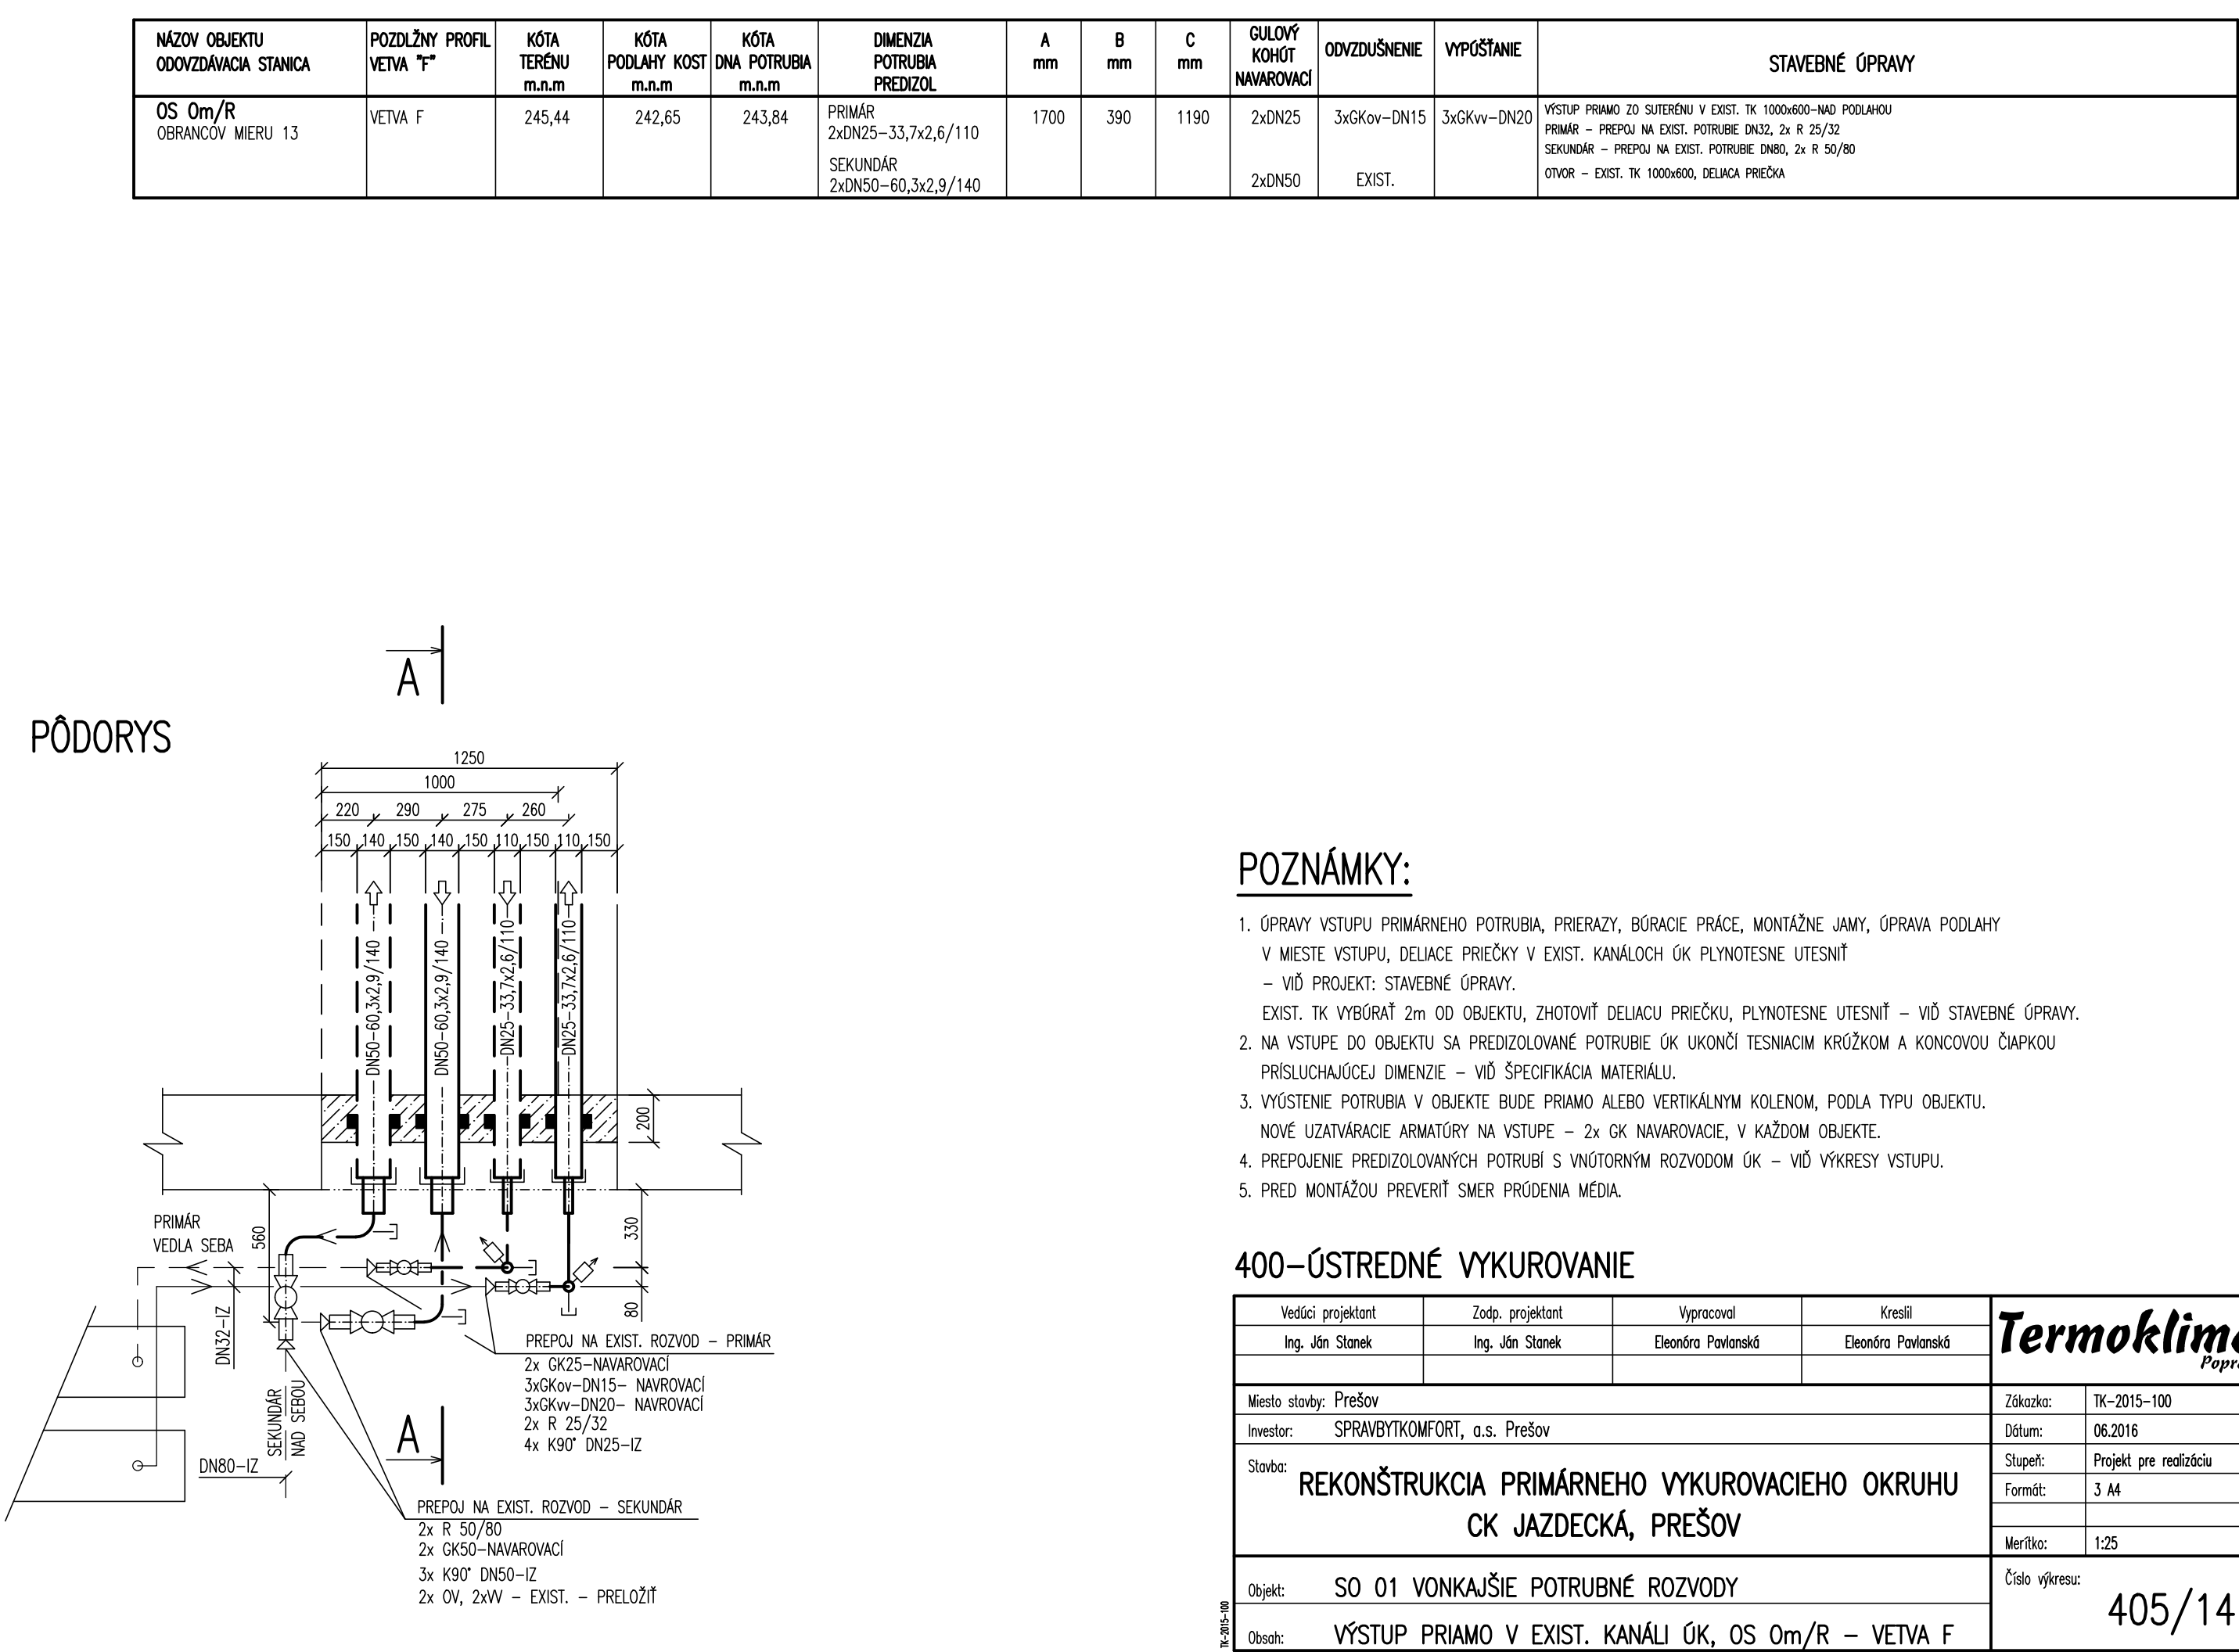 NÁZOV OBJEKTU
ODOVZDÁVACIA STANICA
POZDLŽNY PROFIL
VETVA "F"
KÓTA
TERÉNU
m.n.m
KÓTA
PODLAHY KOST
m.n.m
KÓTA
DNA POTRUBIA
m.n.m
DIMENZIA
POTRUBIA
PREDIZOL
A
mm
B
mm
C
mm
GULOVÝ
KOHÚT
NAVAROVACÍ
ODVZDUŠNENIE
VYPÚŠŤANIE
STAVEBNÉ ÚPRAVY
OS Om/R
OBRANCOV MIERU 13
VETVA F
245,44
242,65
243,84
PRIMÁR
2xDN25-33,7x2,6/110
SEKUNDÁR
2xDN50-60,3x2,9/140
1700
390
1190
2xDN25
2xDN50
3xGKov-DN15
EXIST.
3xGKvv-DN20
VÝSTUP PRIAMO ZO SUTERÉNU V EXIST. TK 1000x600-NAD PODLAHOU
PRIMÁR – PREPOJ NA EXIST. POTRUBIE DN32, 2x R 25/32
SEKUNDÁR – PREPOJ NA EXIST. POTRUBIE DN80, 2x R 50/80
OTVOR – EXIST. TK 1000x600, DELIACA PRIEČKA
A
PÔDORYS
1250
1000
220 290 275 260
150 140 150 140 150 110 150 110 150
DN50-60,3x2,9/140
DN50-60,3x2,9/140
DN25-33,7x2,6/110
DN25-33,7x2,6/110
200
PRIMÁR
VEDLA SEBA
560
330
80
DN32-IZ
SEKUNDÁR
NAD SEBOU
DN80-IZ
PREPOJ NA EXIST. ROZVOD – PRIMÁR
2x GK25-NAVAROVACÍ
3xGKov-DN15- NAVROVACÍ
3xGKvv-DN20- NAVROVACÍ
2x R 25/32
4x K90° DN25-IZ
A
PREPOJ NA EXIST. ROZVOD – SEKUNDÁR
2x R 50/80
2x GK50-NAVAROVACÍ
3x K90° DN50-IZ
2x OV, 2xVV – EXIST. – PRELOŽIŤ
POZNÁMKY:
1. ÚPRAVY VSTUPU PRIMÁRNEHO POTRUBIA, PRIERAZY, BÚRACIE PRÁCE, MONTÁŽNE JAMY, ÚPRAVA PODLAHY
V MIESTE VSTUPU, DELIACE PRIEČKY V EXIST. KANÁLOCH ÚK PLYNOTESNE UTESNIŤ
– VIĎ PROJEKT: STAVEBNÉ ÚPRAVY.
EXIST. TK VYBÚRAŤ 2m OD OBJEKTU, ZHOTOVIŤ DELIACU PRIEČKU, PLYNOTESNE UTESNIŤ – VIĎ STAVEBNÉ ÚPRAVY.
2. NA VSTUPE DO OBJEKTU SA PREDIZOLOVANÉ POTRUBIE ÚK UKONČÍ TESNIACIM KRÚŽKOM A KONCOVOU ČIAPKOU
PRÍSLUCHAJÚCEJ DIMENZIE – VIĎ ŠPECIFIKÁCIA MATERIÁLU.
3. VYÚSTENIE POTRUBIA V OBJEKTE BUDE PRIAMO ALEBO VERTIKÁLNYM KOLENOM, PODLA TYPU OBJEKTU.
NOVÉ UZATVÁRACIE ARMATÚRY NA VSTUPE – 2x GK NAVAROVACIE, V KAŽDOM OBJEKTE.
4. PREPOJENIE PREDIZOLOVANÝCH POTRUBÍ S VNÚTORNÝM ROZVODOM ÚK – VIĎ VÝKRESY VSTUPU.
5. PRED MONTÁŽOU PREVERIŤ SMER PRÚDENIA MÉDIA.
400-ÚSTREDNÉ VYKUROVANIE
Vedúci projektant
Zodp. projektant
Vypracoval
Kreslil
Ing. Ján Stanek
Ing. Ján Stanek
Eleonóra Pavlanská
Eleonóra Pavlanská
Termoklima
Popra
Miesto stavby: Prešov
Investor: SPRAVBYTKOMFORT, a.s. Prešov
Stavba: REKONŠTRUKCIA PRIMÁRNEHO VYKUROVACIEHO OKRUHU
CK JAZDECKÁ, PREŠOV
Zákazka: TK-2015-100
Dátum: 06.2016
Stupeň: Projekt pre realizáciu
Formát: 3 A4
Merítko: 1:25
Objekt: SO 01 VONKAJŠIE POTRUBNÉ ROZVODY
Obsah: VÝSTUP PRIAMO V EXIST. KANÁLI ÚK, OS Om/R – VETVA F
Číslo výkresu:
405/14
TK-2015-100